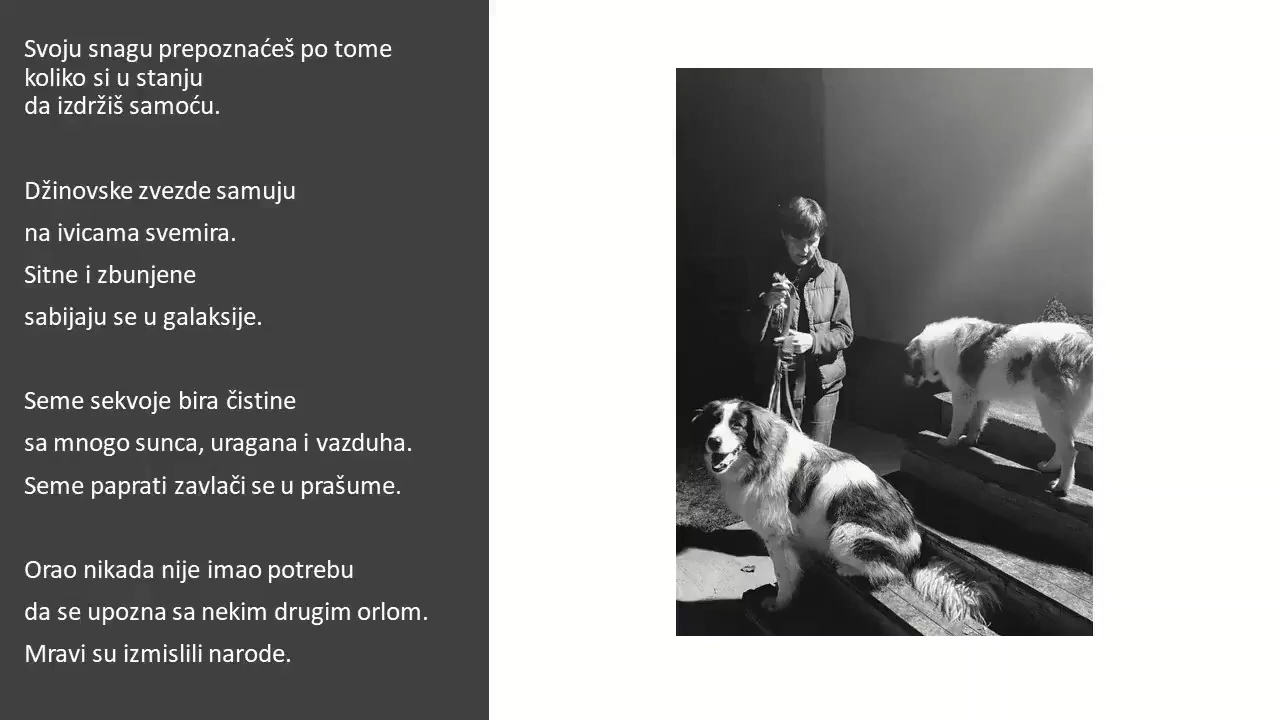 Svoju snagu prepoznaćeš po tome
koliko si u stanju
da izdržiš samoću.
Džinovske zvezde samuju
na ivicama svemira.
Sitne i zbunjene
sabijaju se u galaksije.
Seme sekvoje bira čistine
sa mnogo sunca, uragana i vazduha.
Seme paprati zavlači se u prašume.
Orao nikada nije imao potrebu
da se upozna sa nekim drugim orlom.
Mravi su izmislili narode.